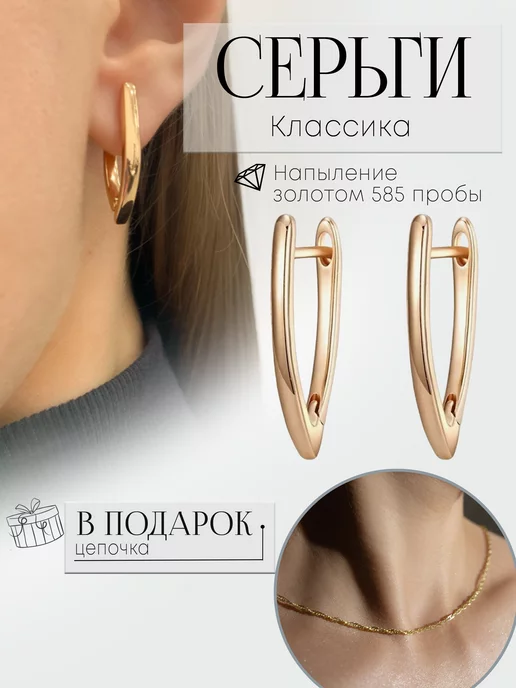 СЕРЬГИ
Классика
Напыление
золотом 585 пробы
В ПОДАРОК
цепочка